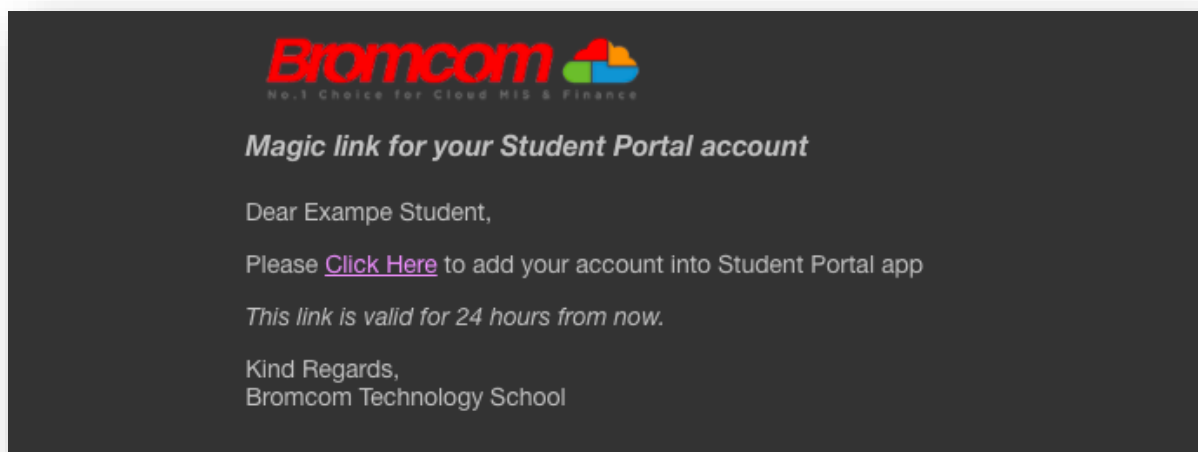 Bromcom
No.1 Choice for Cloud MIS & Finance
Magic link for your Student Portal account
Dear Exampe Student,
Please Click Here to add your account into Student Portal app
This link is valid for 24 hours from now.
Kind Regards,
Bromcom Technology School